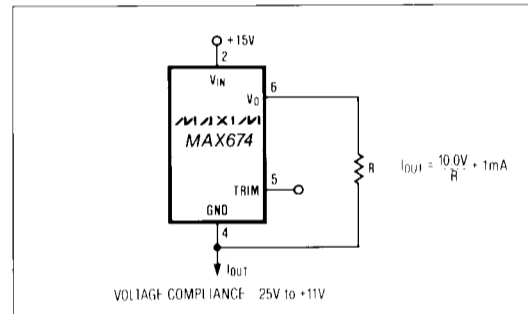 +15V
2
VIN
6
VO
MAXIM
MAX674
R
IOUT = 10.0V/R + 1mA
5
TRIM
GND
4
IOUT
VOLTAGE COMPLIANCE 25V to +11V